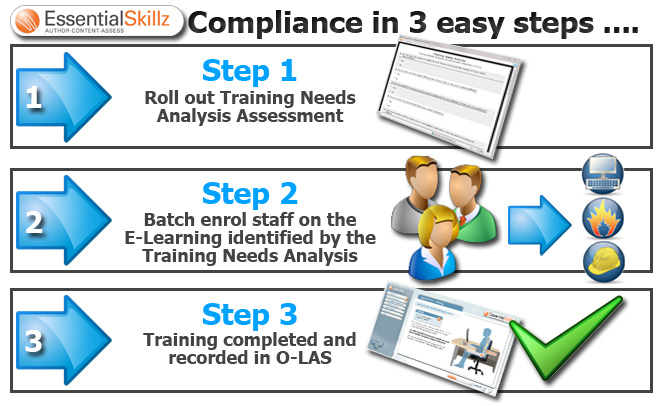 EssentialSkillz
AUTHOR CONTENT ASSESS
Compliance in 3 easy steps ....
1
Step 1
Roll out Training Needs
Analysis Assessment
2
Step 2
Batch enrol staff on the
E-Learning identified by the
Training Needs Analysis
3
Step 3
Training completed and
recorded in O-LAS